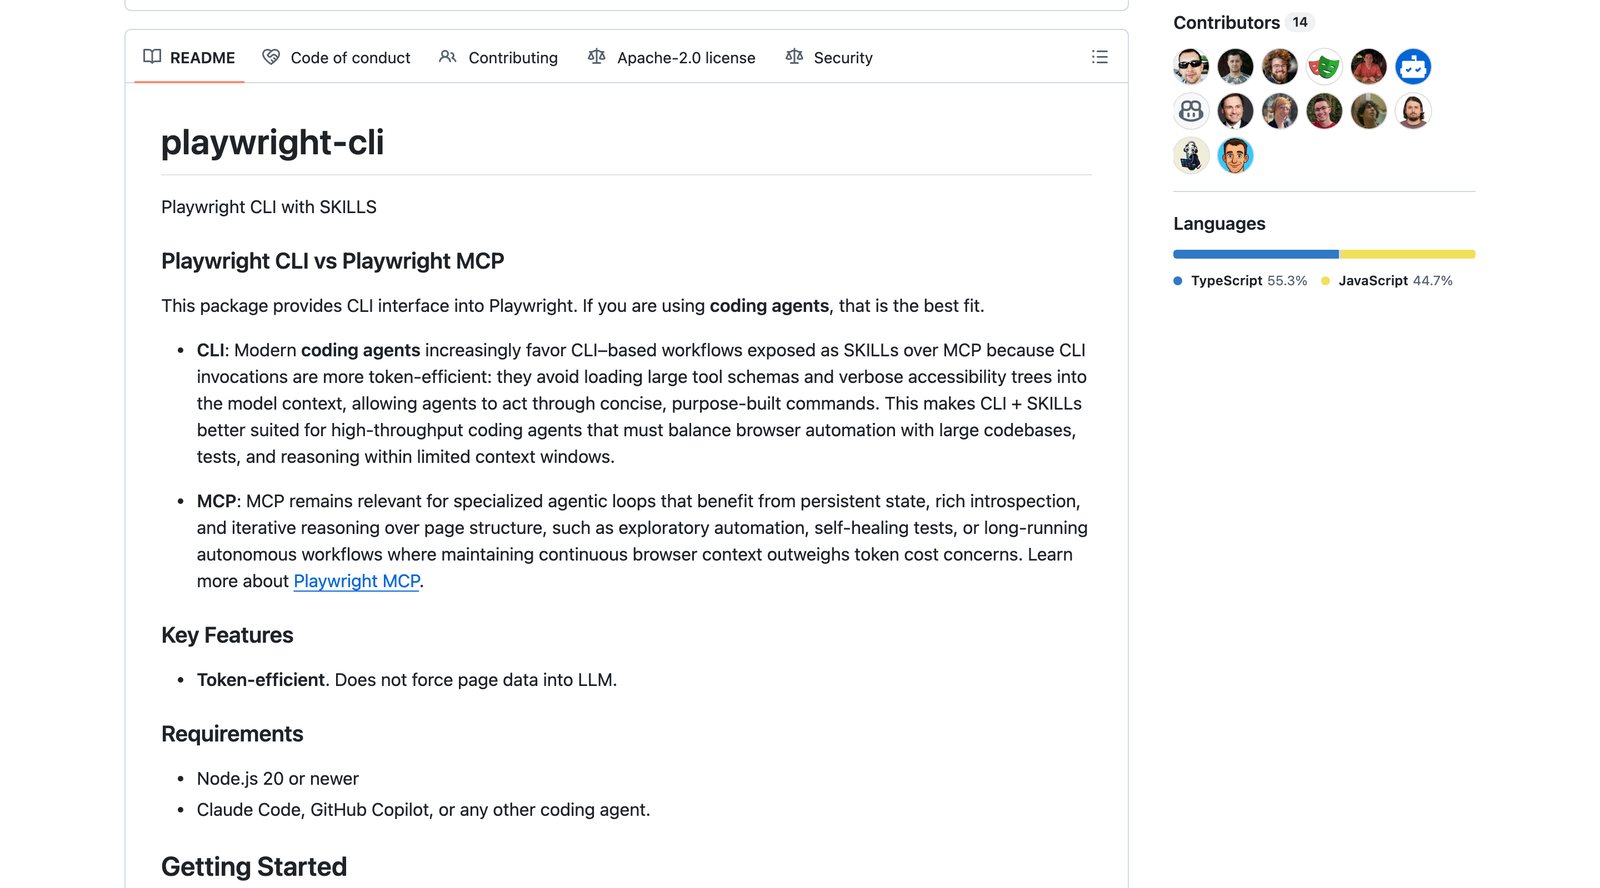 README
Code of conduct
Contributing
Apache-2.0 license
Security
playwright-cli
Playwright CLI with SKILLS
Playwright CLI vs Playwright MCP
This package provides CLI interface into Playwright. If you are using coding agents, that is the best fit.
• CLI: Modern coding agents increasingly favor CLI–based workflows exposed as SKILLs over MCP because CLI
invocations are more token-efficient: they avoid loading large tool schemas and verbose accessibility trees into
the model context, allowing agents to act through concise, purpose-built commands. This makes CLI + SKILLs
better suited for high-throughput coding agents that must balance browser automation with large codebases,
tests, and reasoning within limited context windows.
• MCP: MCP remains relevant for specialized agentic loops that benefit from persistent state, rich introspection,
and iterative reasoning over page structure, such as exploratory automation, self-healing tests, or long-running
autonomous workflows where maintaining continuous browser context outweighs token cost concerns. Learn
more about Playwright MCP.
Key Features
• Token-efficient. Does not force page data into LLM.
Requirements
• Node.js 20 or newer
• Claude Code, GitHub Copilot, or any other coding agent.
Getting Started
Contributors 14
Languages
TypeScript 55.3%
JavaScript 44.7%